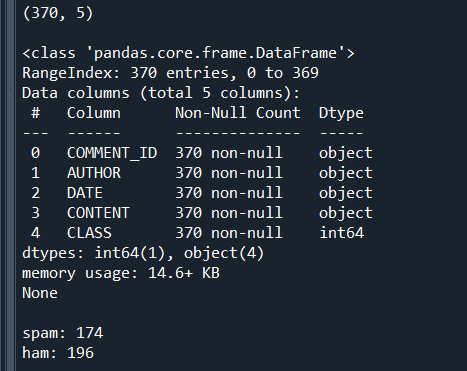 (370, 5)
<class 'pandas.core.frame.DataFrame'>
RangeIndex: 370 entries, 0 to 369
Data columns (total 5 columns):
 #   Column      Non-Null Count  Dtype
---  ------      --------------  -----
 0   COMMENT_ID  370 non-null    object
 1   AUTHOR      370 non-null    object
 2   DATE        370 non-null    object
 3   CONTENT     370 non-null    object
 4   CLASS       370 non-null    int64
dtypes: int64(1), object(4)
memory usage: 14.6+ KB
None
spam: 174
ham: 196